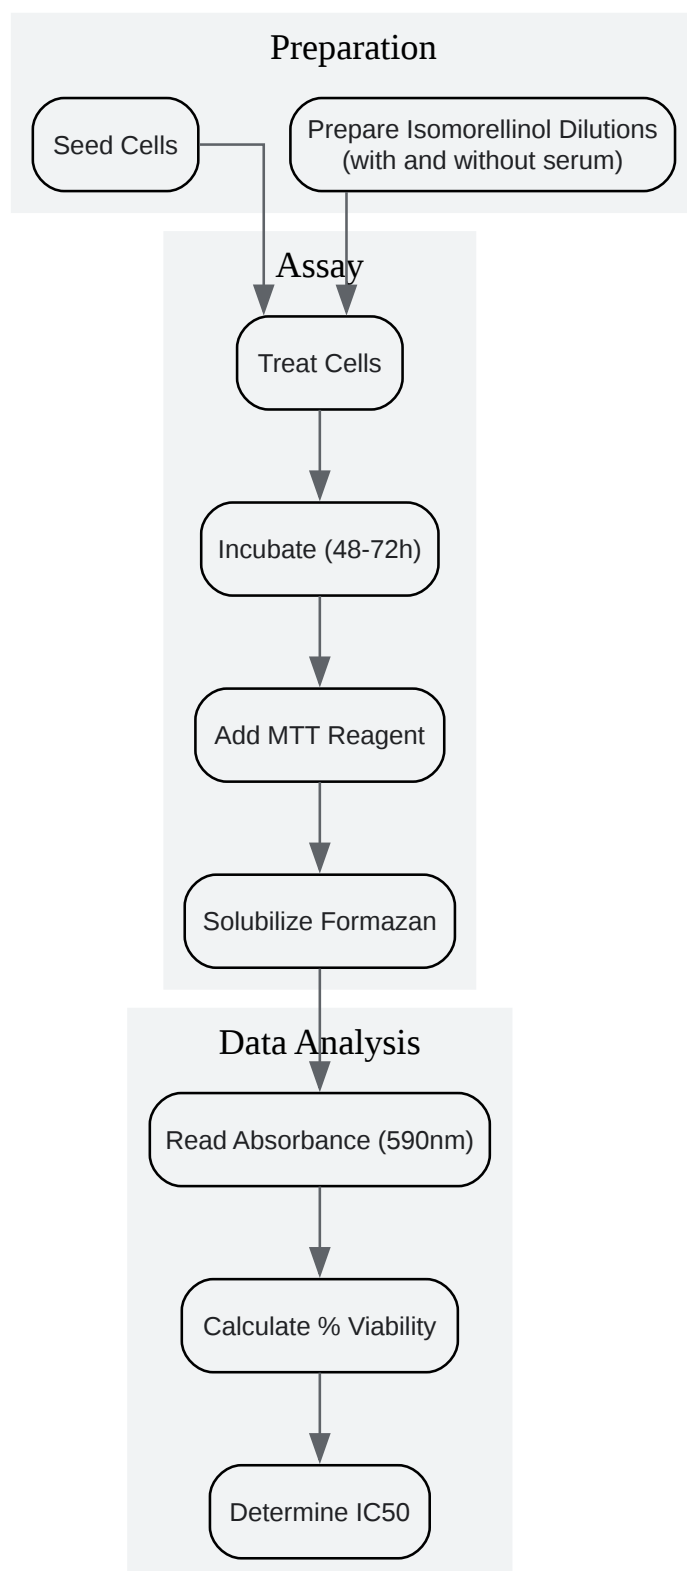 Preparation
Seed Cells
Prepare Isomorellinol Dilutions
(with and without serum)
Assay
Treat Cells
Incubate (48-72h)
Add MTT Reagent
Solubilize Formazan
Data Analysis
Read Absorbance (590nm)
Calculate % Viability
Determine IC50